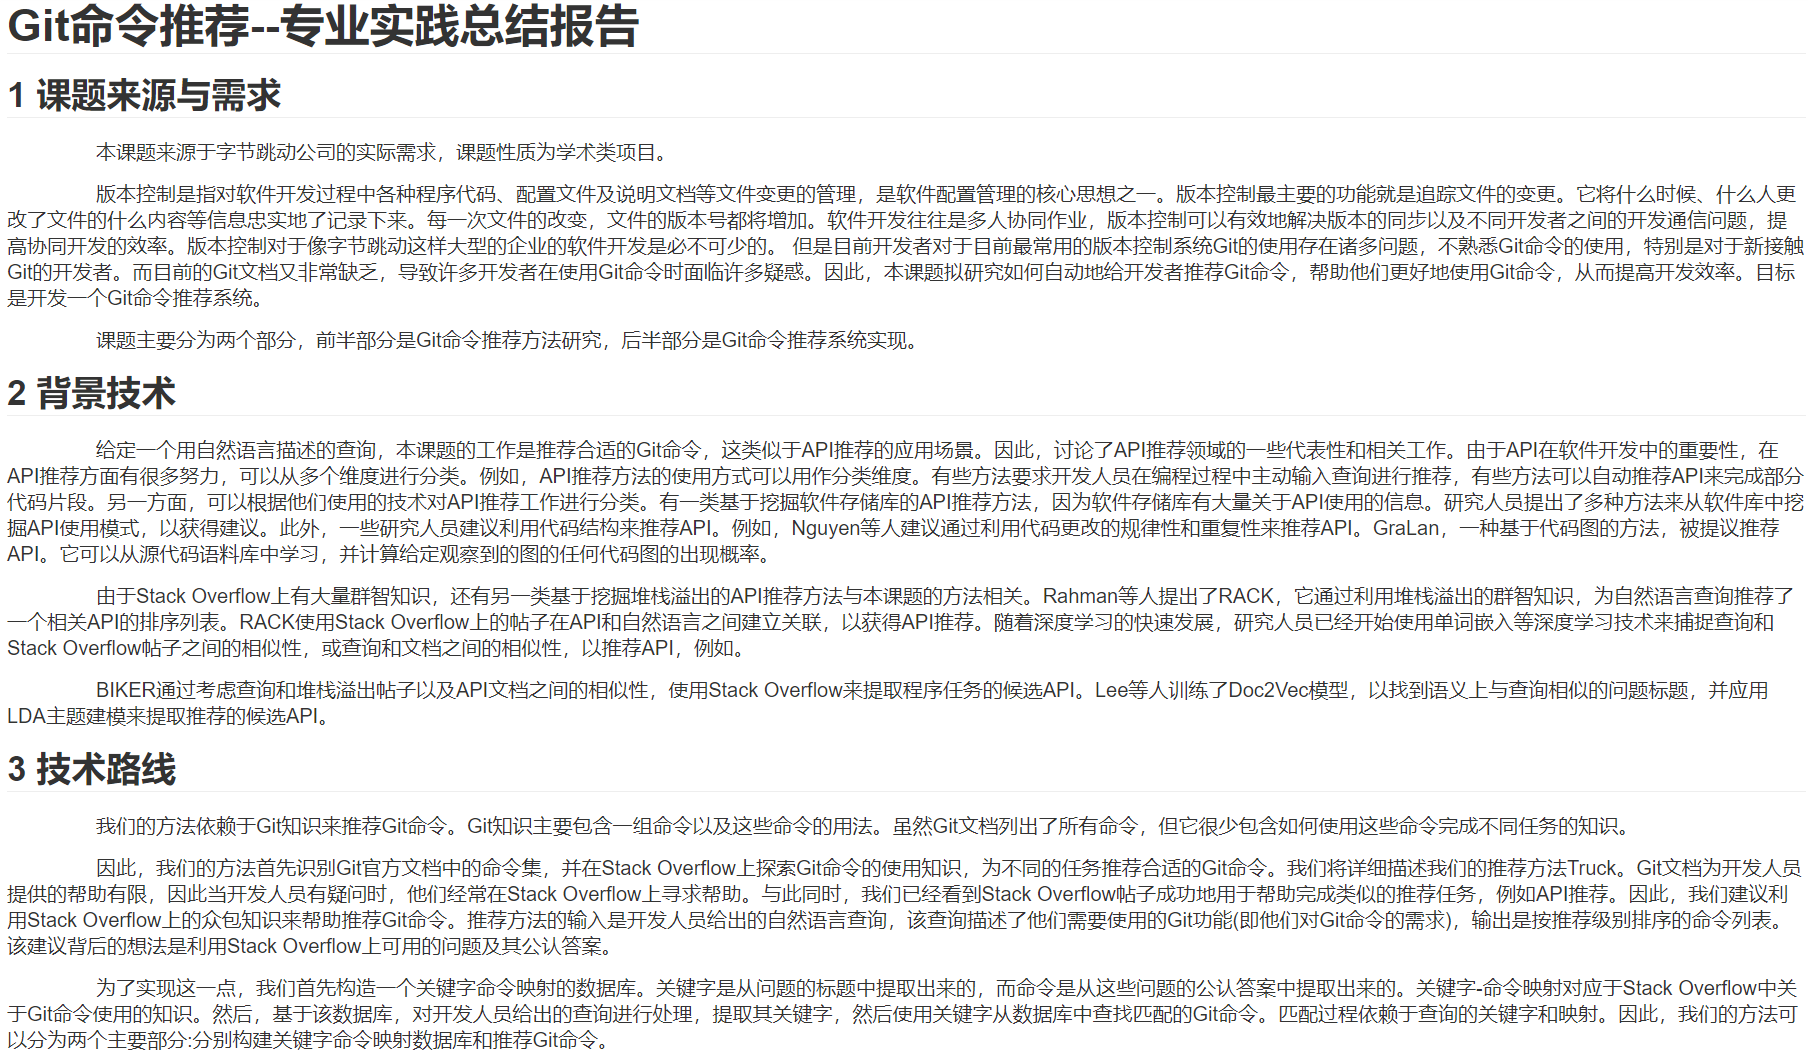 Git命令推荐--专业实践总结报告
1 课题来源与需求
本课题来源于字节跳动公司的实际需求，课题性质为学术类项目。
版本控制是指对软件开发过程中各种程序代码、配置文件及说明文档等文件变更的管理，是软件配置管理的核心思想之一。版本控制最主要的功能就是追踪文件的变更。它将什么时候、什么人更
改了文件的什么内容等信息忠实地了记录下来。每一次文件的改变，文件的版本号都将增加。软件开发往往是多人协同作业，版本控制可以有效地解决版本的同步以及不同开发者之间的开发通信问题，提
高协同开发的效率。版本控制对于像字节跳动这样大型的企业的软件开发是必不可少的。 但是目前开发者对于目前最常用的版本控制系统Git的使用存在诸多问题，不熟悉Git命令的使用，特别是对于新接触
Git的开发者。而目前的Git文档又非常缺乏，导致许多开发者在使用Git命令时面临许多疑惑。因此，本课题拟研究如何自动地给开发者推荐Git命令，帮助他们更好地使用Git命令，从而提高开发效率。目标
是开发一个Git命令推荐系统。
课题主要分为两个部分，前半部分是Git命令推荐方法研究，后半部分是Git命令推荐系统实现。
2 背景技术
给定一个用自然语言描述的查询，本课题的工作是推荐合适的Git命令，这类似于API推荐的应用场景。因此，讨论了API推荐领域的一些代表性和相关工作。由于API在软件开发中的重要性，在
API推荐方面有很多努力，可以从多个维度进行分类。例如，API推荐方法的使用方式可以用作分类维度。有些方法要求开发人员在编程过程中主动输入查询进行推荐，有些方法可以自动推荐API来完成部分
代码片段。另一方面，可以根据他们使用的技术对API推荐工作进行分类。有一类基于挖掘软件存储库的API推荐方法，因为软件存储库有大量关于API使用的信息。研究人员提出了多种方法来从软件库中挖
掘API使用模式，以获得建议。此外，一些研究人员建议利用代码结构来推荐API。例如，Nguyen等人建议通过利用代码更改的规律性和重复性来推荐API。GraLan，一种基于代码图的方法，被提议推荐
API。它可以从源代码语料库中学习，并计算给定观察到的图的任何代码图的出现概率。
由于Stack Overflow上有大量群智知识，还有另一类基于挖掘堆栈溢出的API推荐方法与本课题的方法相关。Rahman等人提出了RACK，它通过利用堆栈溢出的群智知识，为自然语言查询推荐了
一个相关API的排序列表。RACK使用Stack Overflow上的帖子在API和自然语言之间建立关联，以获得API推荐。随着深度学习的快速发展，研究人员已经开始使用单词嵌入等深度学习技术来捕捉查询和
Stack Overflow帖子之间的相似性，或查询和文档之间的相似性，以推荐API，例如。
BIKER通过考虑查询和堆栈溢出帖子以及API文档之间的相似性，使用Stack Overflow来提取程序任务的候选API。Lee等人训练了Doc2Vec模型，以找到语义上与查询相似的问题标题，并应用
LDA主题建模来提取推荐的候选API。
3 技术路线
我们的方法依赖于Git知识来推荐Git命令。Git知识主要包含一组命令以及这些命令的用法。虽然Git文档列出了所有命令，但它很少包含如何使用这些命令完成不同任务的知识。
因此，我们的方法首先识别Git官方文档中的命令集，并在Stack Overflow上探索Git命令的使用知识，为不同的任务推荐合适的Git命令。我们将详细描述我们的推荐方法Truck。Git文档为开发人员
提供的帮助有限，因此当开发人员有疑问时，他们经常在Stack Overflow上寻求帮助。与此同时，我们已经看到Stack Overflow帖子成功地用于帮助完成类似的推荐任务，例如API推荐。因此，我们建议利
用Stack Overflow上的众包知识来帮助推荐Git命令。推荐方法的输入是开发人员给出的自然语言查询，该查询描述了他们需要使用的Git功能(即他们对Git命令的需求)，输出是按推荐级别排序的命令列表。
该建议背后的想法是利用Stack Overflow上可用的问题及其公认答案。
为了实现这一点，我们首先构造一个关键字命令映射的数据库。关键字是从问题的标题中提取出来的，而命令是从这些问题的公认答案中提取出来的。关键字-命令映射对应于Stack Overflow中关
于Git命令使用的知识。然后，基于该数据库，对开发人员给出的查询进行处理，提取其关键字，然后使用关键字从数据库中查找匹配的Git命令。匹配过程依赖于查询的关键字和映射。因此，我们的方法可
以分为两个主要部分:分别构建关键字命令映射数据库和推荐Git命令。